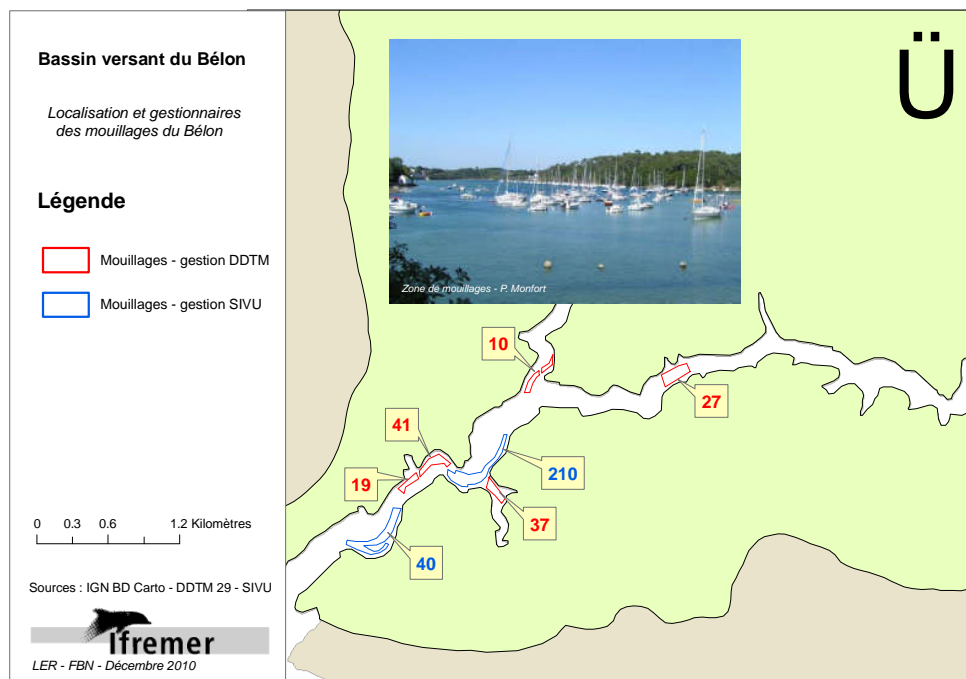 Bassin versant du Bélon
Localisation et gestionnaires
des mouillages du Bélon
Légende
Mouillages - gestion DDTM
Mouillages - gestion SIVU
0 0.3 0.6 1.2 Kilomètres
Sources : IGN BD Carto - DDTM 29 - SIVU
Ifremer
LER - FBN - Décembre 2010
Ü
Zone de mouillages - P. Monfort
10
27
41
19
210
37
40